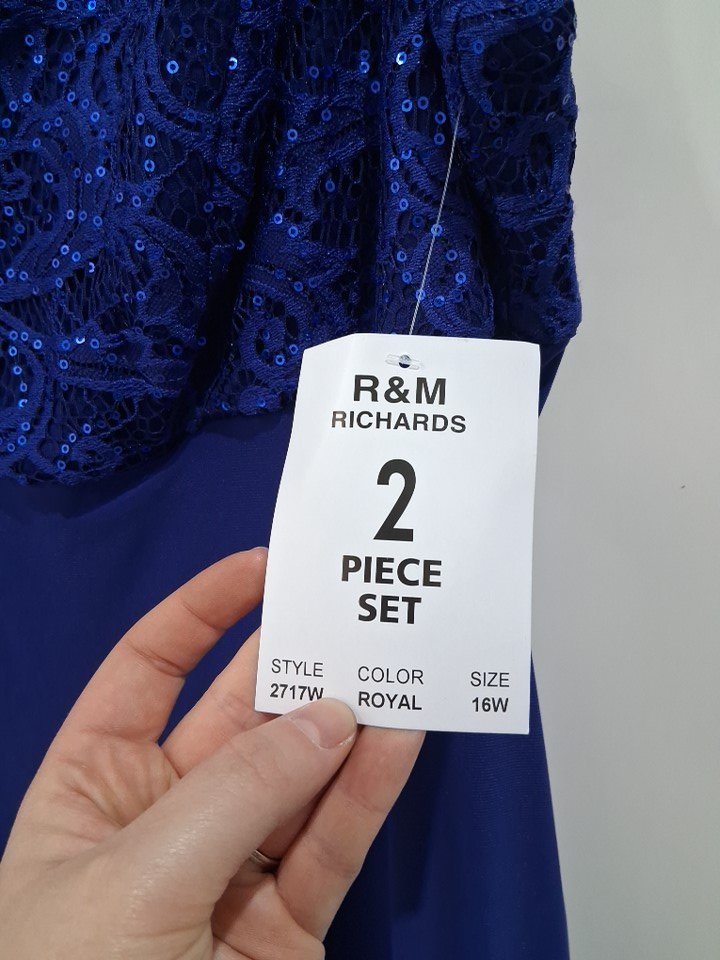 R&M
RICHARDS
2
PIECE
SET
STYLE COLOR SIZE
2717W ROYAL 16W